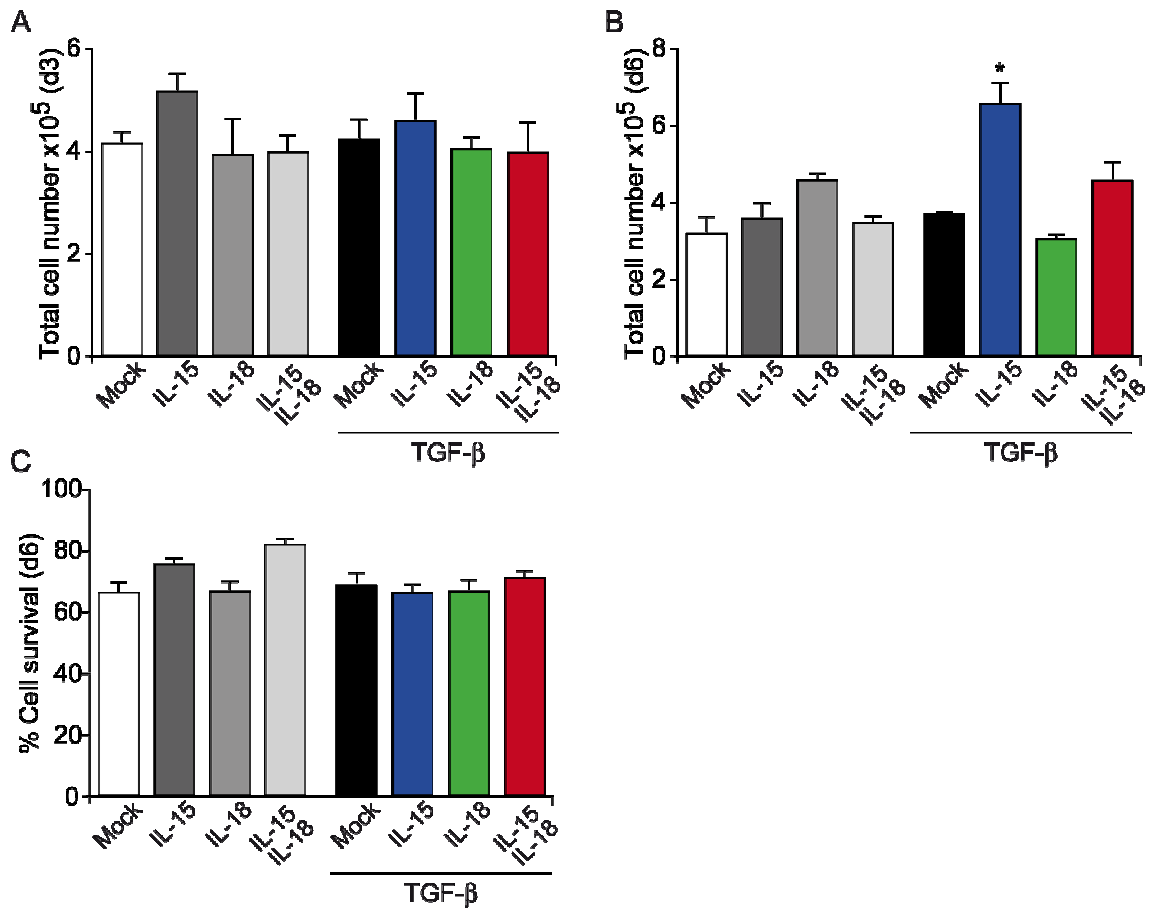 A
Total cell number x10⁵ (d3)
6
4
2
0
Mock
IL-15
IL-18
IL-15
IL-18
Mock
IL-15
IL-18
IL-15
IL-18
TGF-β
B
Total cell number x10⁵ (d6)
8
6
4
2
0
*
Mock
IL-15
IL-18
IL-15
IL-18
Mock
IL-15
IL-18
IL-15
IL-18
TGF-β
C
% Cell survival (d6)
100
80
60
40
20
0
Mock
IL-15
IL-18
IL-15
IL-18
Mock
IL-15
IL-18
IL-15
IL-18
TGF-β